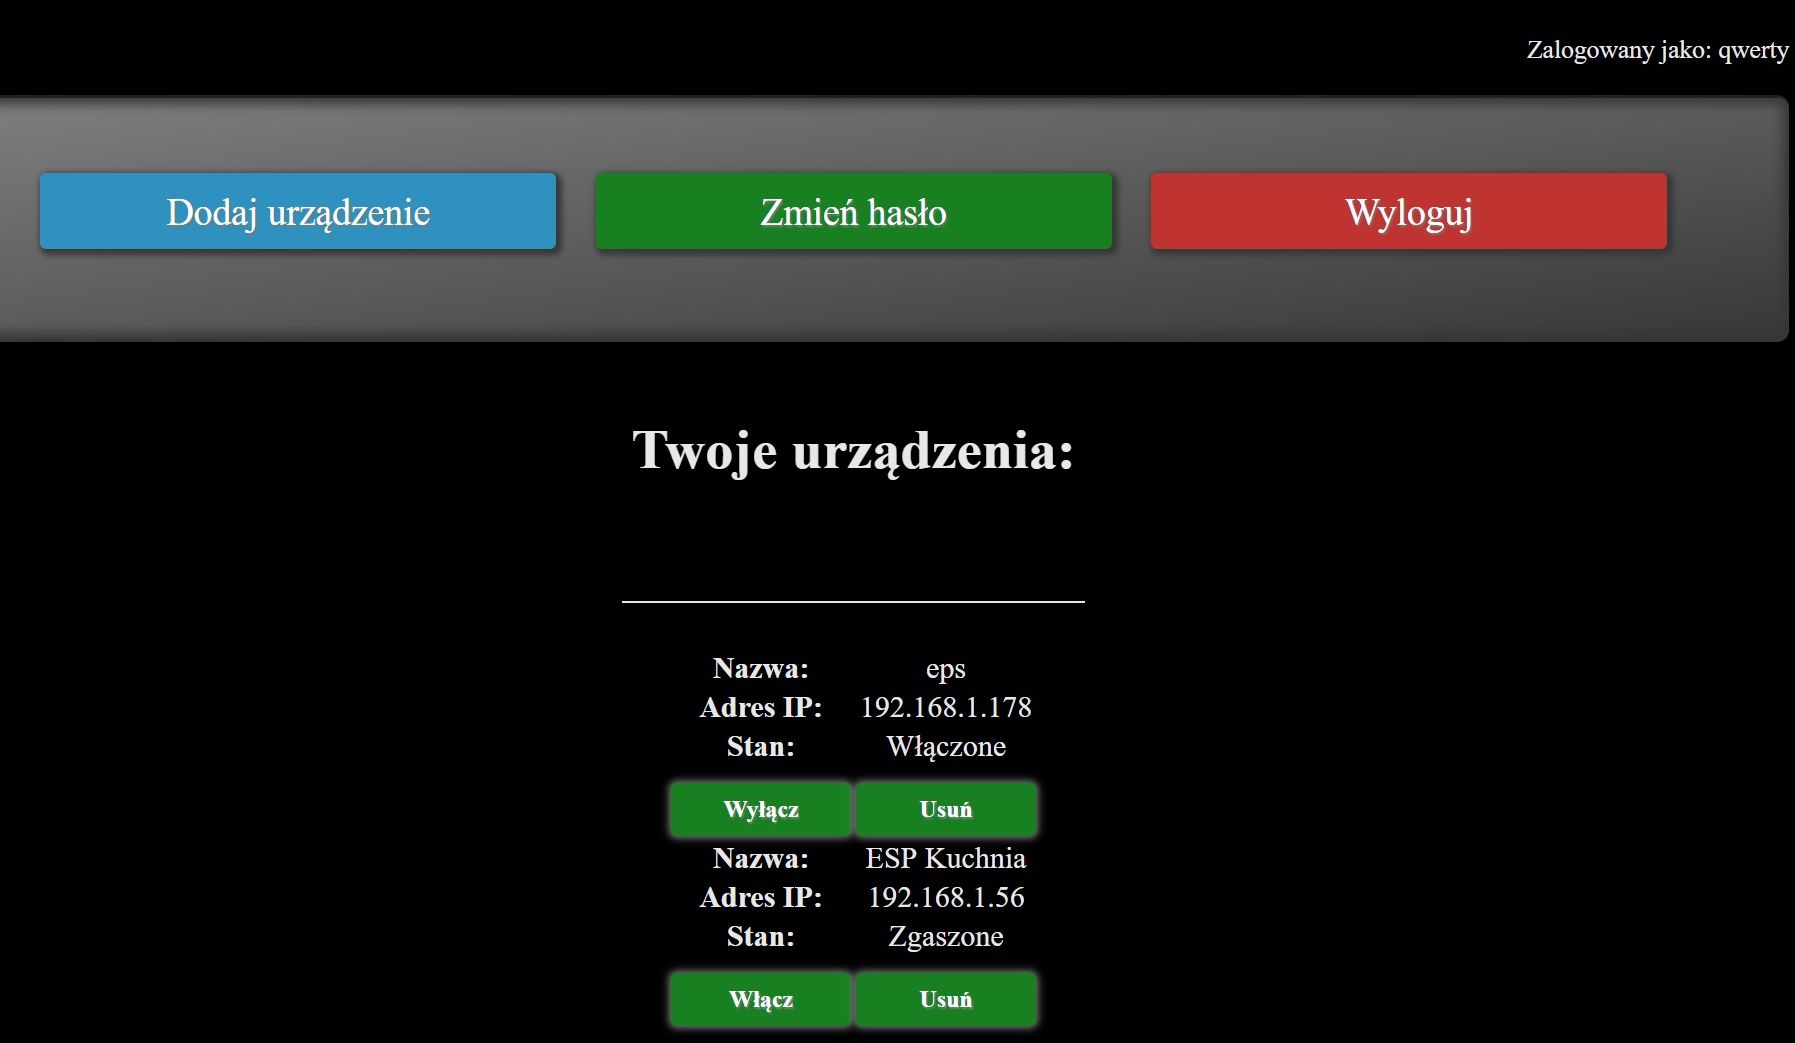 Zalogowany jako: qwerty
Dodaj urządzenie
Zmień hasło
Wyloguj
Twoje urządzenia:
Nazwa: eps
Adres IP: 192.168.1.178
Stan: Włączone
Wyłącz Usuń
Nazwa: ESP Kuchnia
Adres IP: 192.168.1.56
Stan: Zgaszone
Włącz Usuń